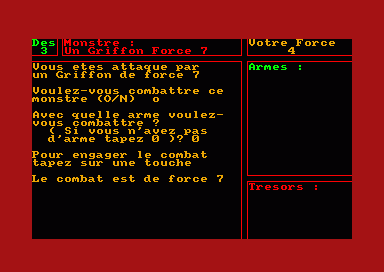 Des
3
Monstre :
Un Griffon Force 7
Votre Force
4
Vous etes attaque par
un Griffon de force 7
Voulez-vous combattre ce
monstre (O/N)  o
Avec quelle arme voulez-
vous combattre ?
( Si vous n'avez pas
d'arme tapez 0 )? 0
Pour engager le combat
tapez sur une touche
Le combat est de force 7
Armes :
Tresors :